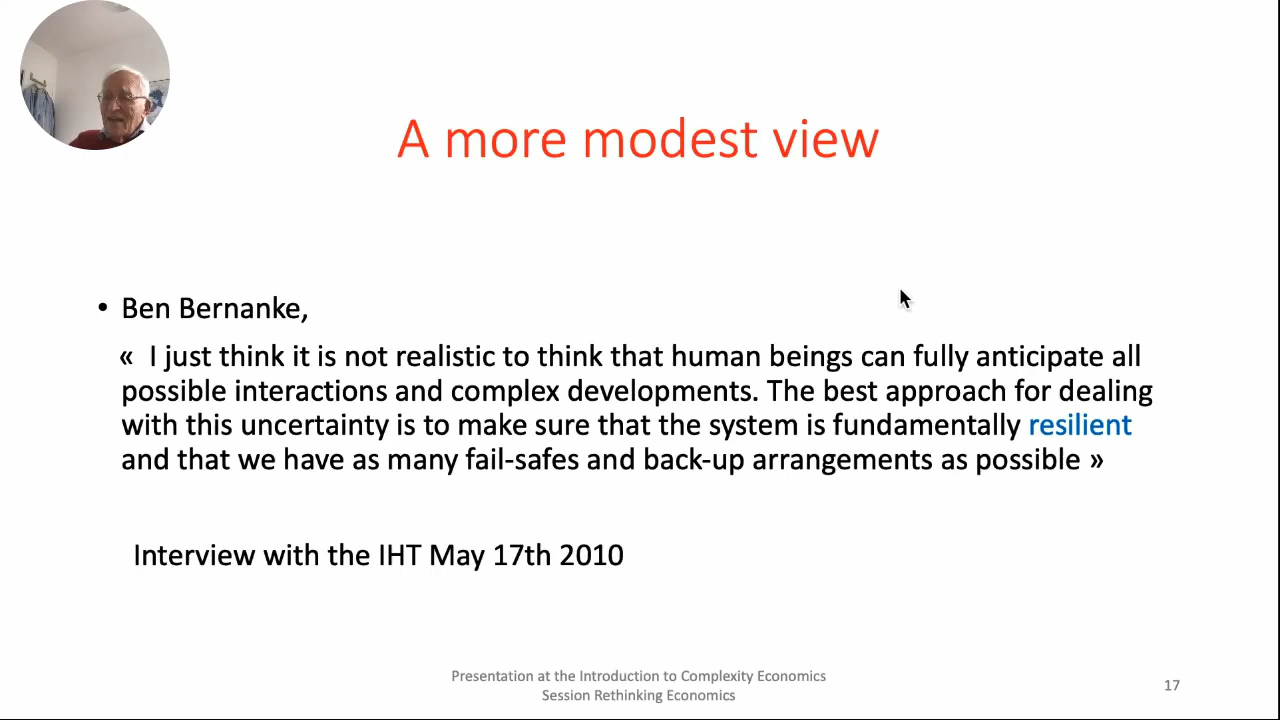 A more modest view
• Ben Bernanke,
«  I just think it is not realistic to think that human beings can fully anticipate all
possible interactions and complex developments. The best approach for dealing
with this uncertainty is to make sure that the system is fundamentally resilient
and that we have as many fail-safes and back-up arrangements as possible »
Interview with the IHT May 17th 2010
Presentation at the Introduction to Complexity Economics
Session Rethinking Economics
17